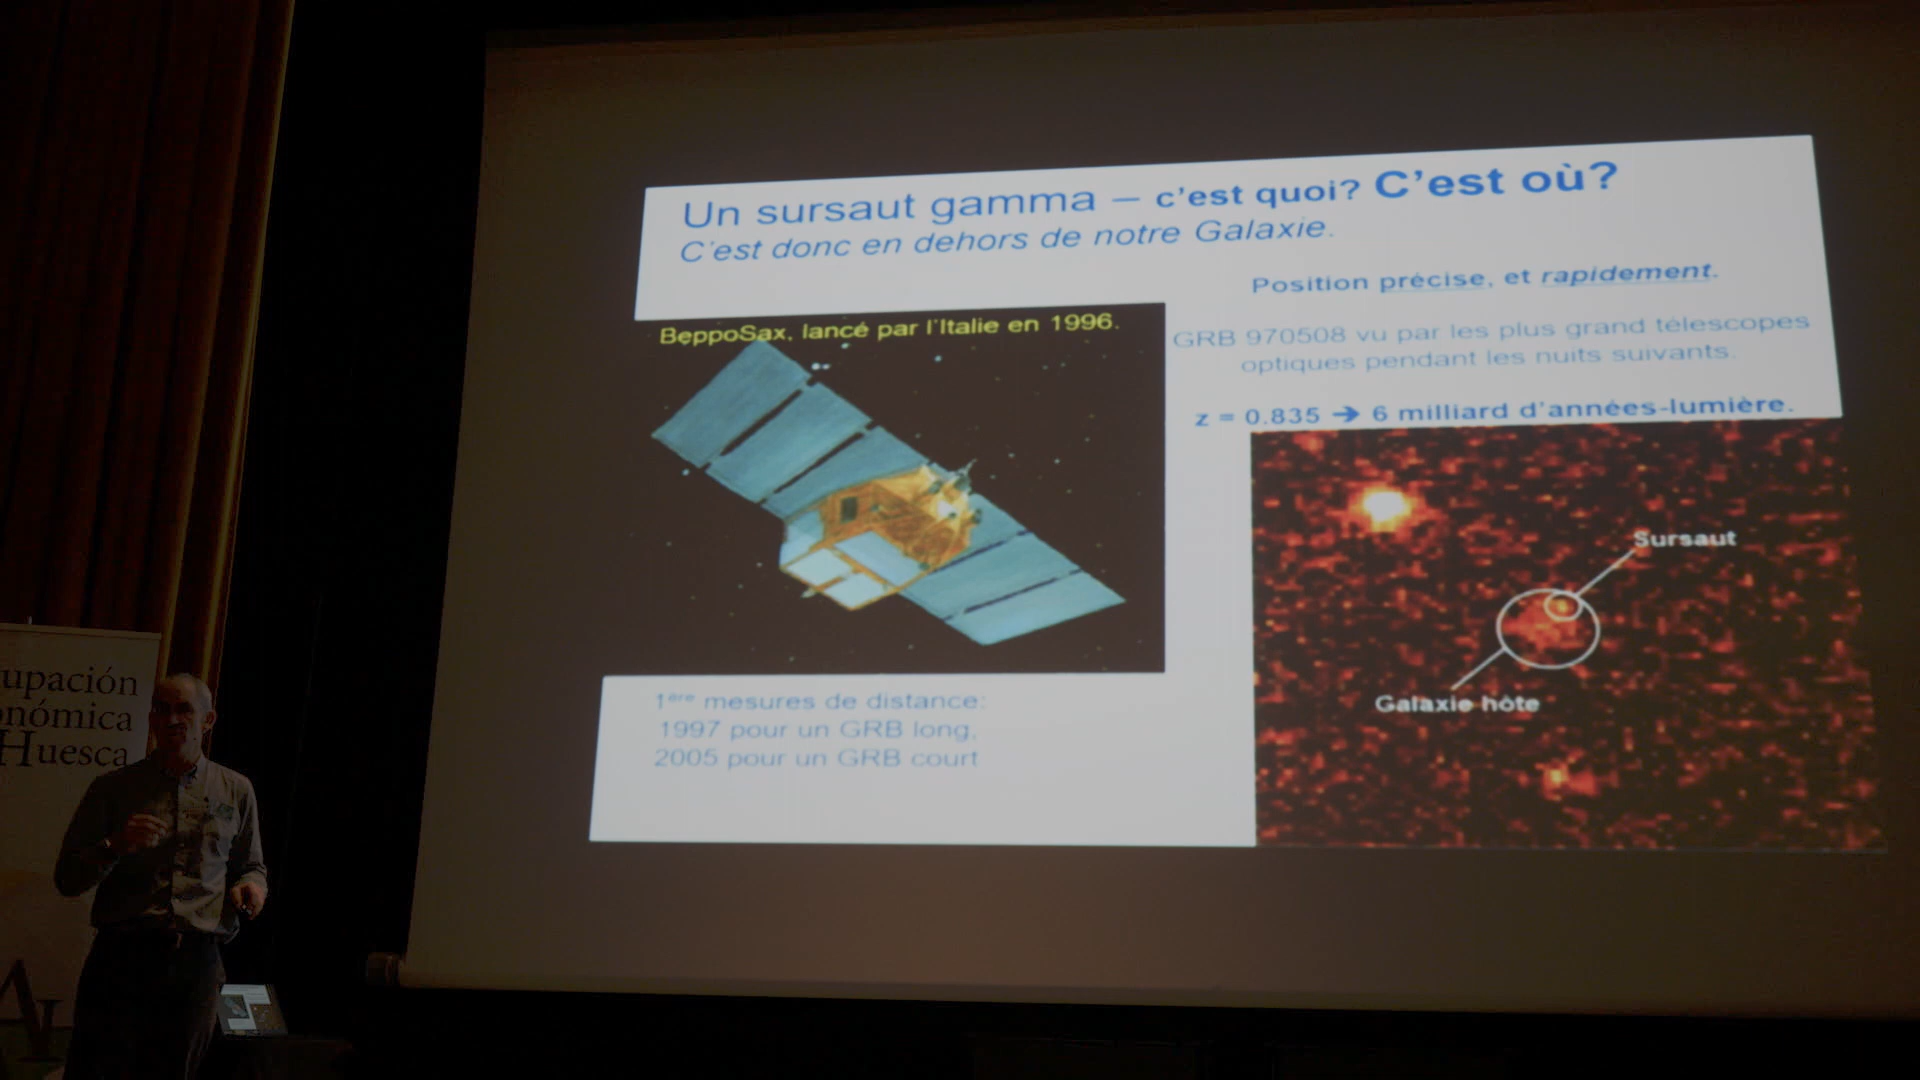 Un sursaut gamma – c'est quoi? C'est où?
C'est donc en dehors de notre Galaxie.
Position précise, et rapidement.
BeppoSax, lancé par l'Italie en 1996.
GRB 970508 vu par les plus grand télescopes
optiques pendant les nuits suivants.
z = 0.835 ➔ 6 milliard d'années-lumière.
Sursaut
Galaxie hôte
1ère mesures de distance:
1997 pour un GRB long,
2005 pour un GRB court
upación
onómica
Huesca